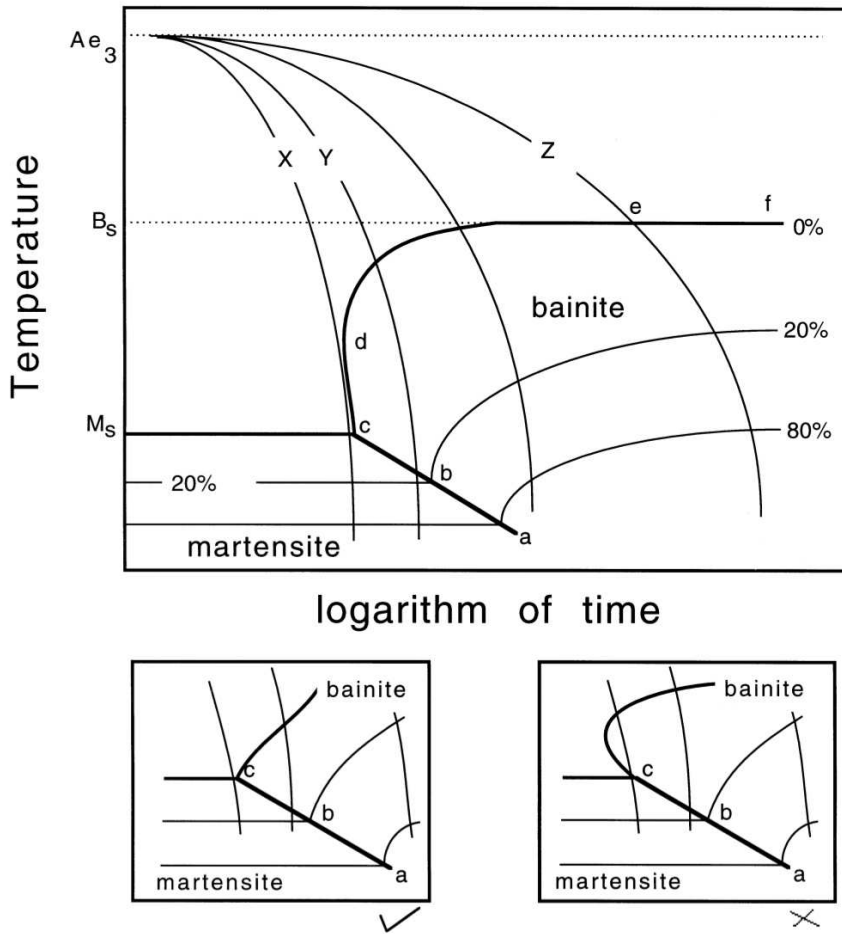 Ae3
X Y Z
Temperature
Bs
e f
0%
bainite
d
20%
Ms
c
80%
20%
b
martensite
a
logarithm of time
bainite
c
b
martensite
a
bainite
c
b
martensite
a